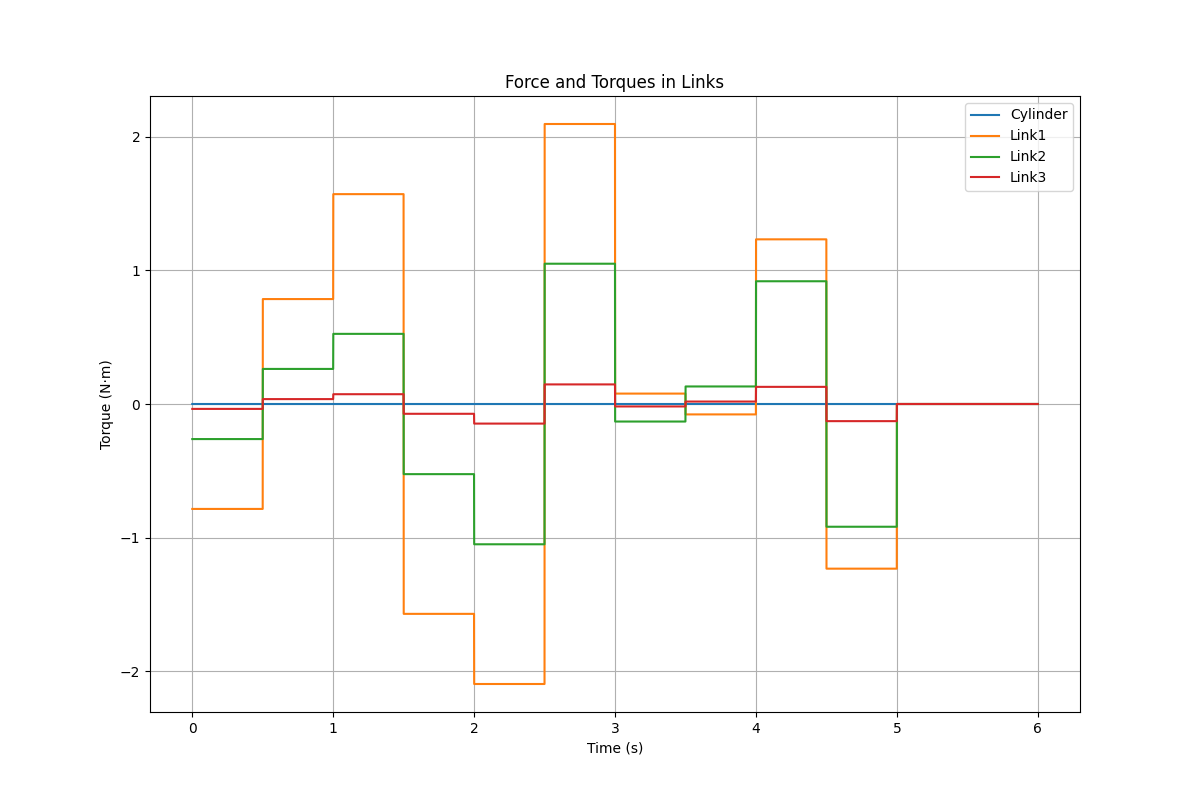 Force and Torques in Links
Cylinder
Link1
Link2
Link3
Torque (N·m)
2
1
0
−1
−2
0 1 2 3 4 5 6
Time (s)